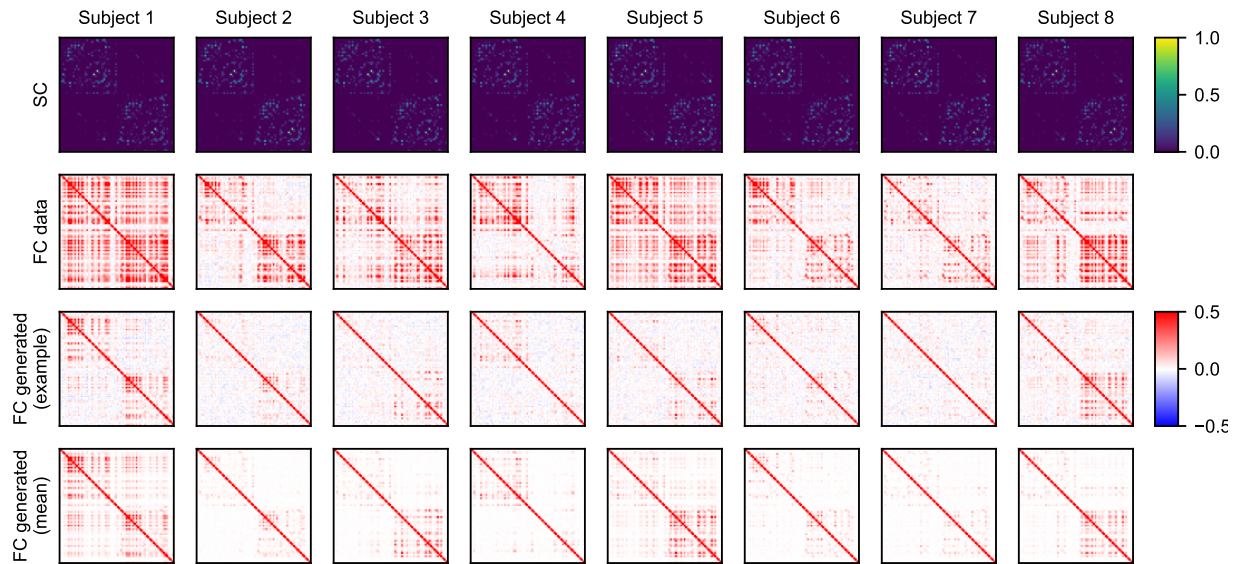 Subject 1 Subject 2 Subject 3 Subject 4 Subject 5 Subject 6 Subject 7 Subject 8
SC
1.0
0.5
0.0
FC data
FC generated
(example)
0.5
0.0
−0.5
FC generated
(mean)